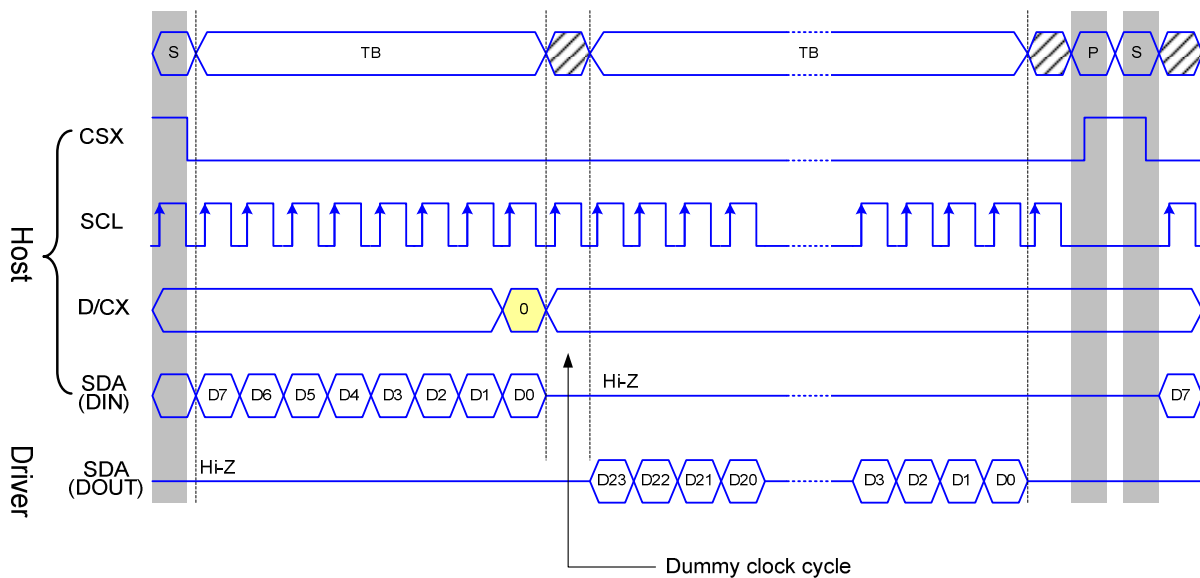 S TB TB P S
CSX
SCL
Host
D/CX 0
SDA
(DIN) D7 D6 D5 D4 D3 D2 D1 D0 Hi-Z D7
Driver
SDA
(DOUT) Hi-Z D23 D22 D21 D20 D3 D2 D1 D0
Dummy clock cycle